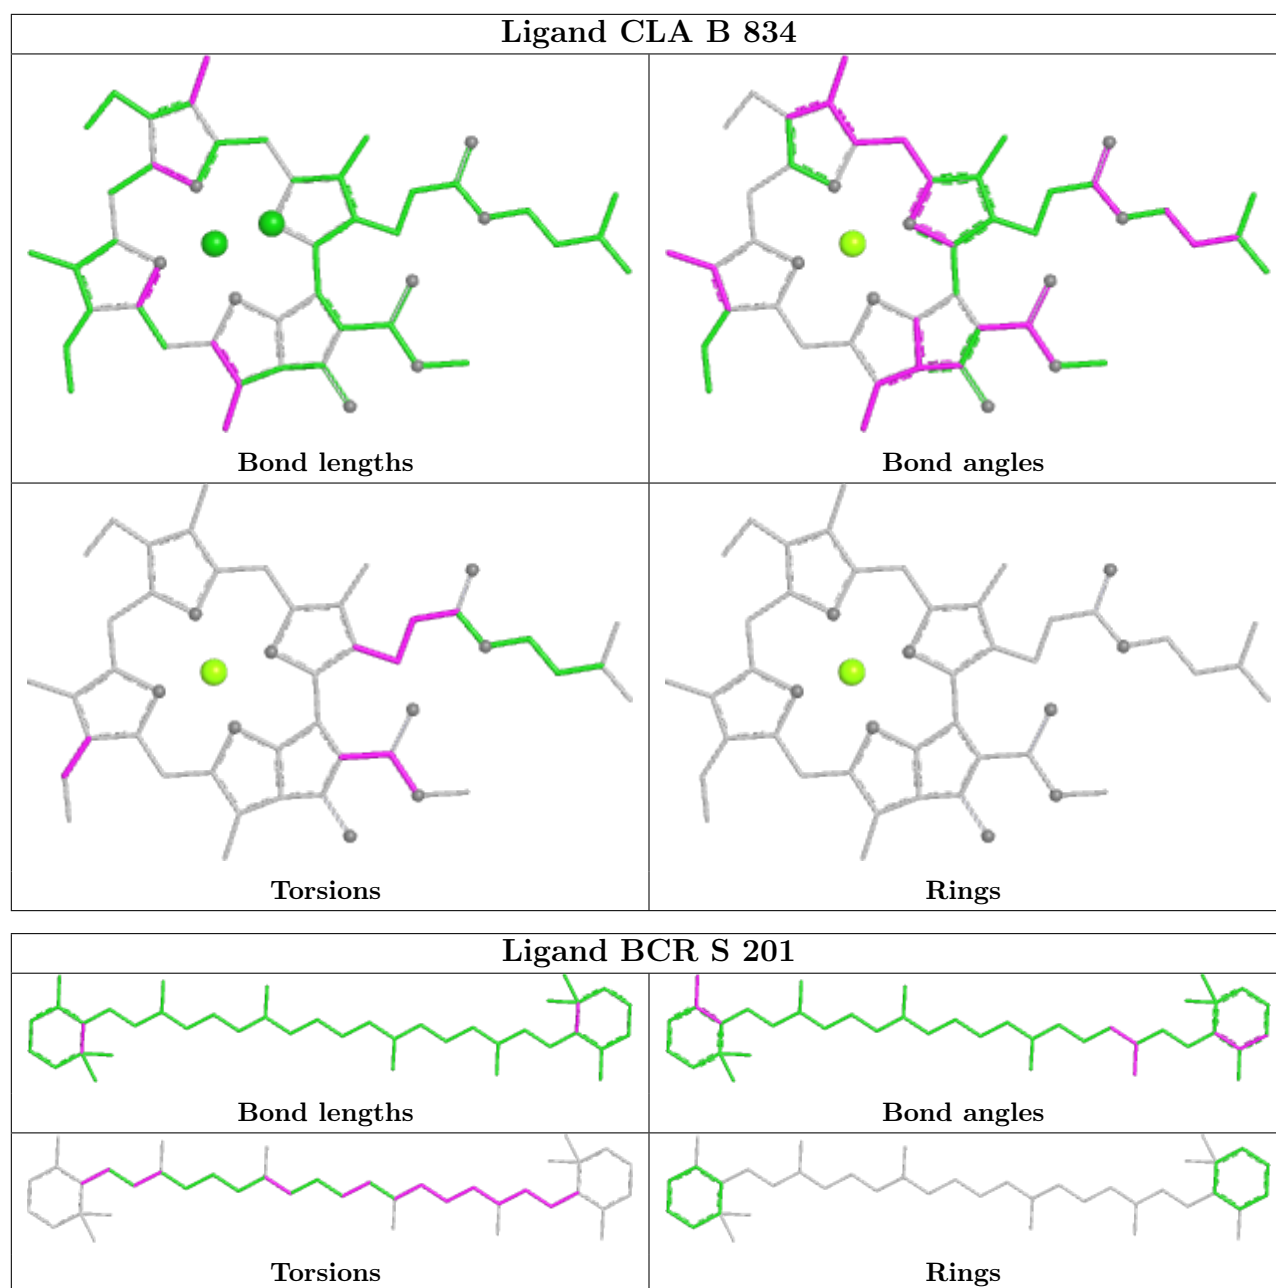 Ligand CLA B 834
Bond lengths
Bond angles
Torsions
Rings
Ligand BCR S 201
Bond lengths
Bond angles
Torsions
Rings